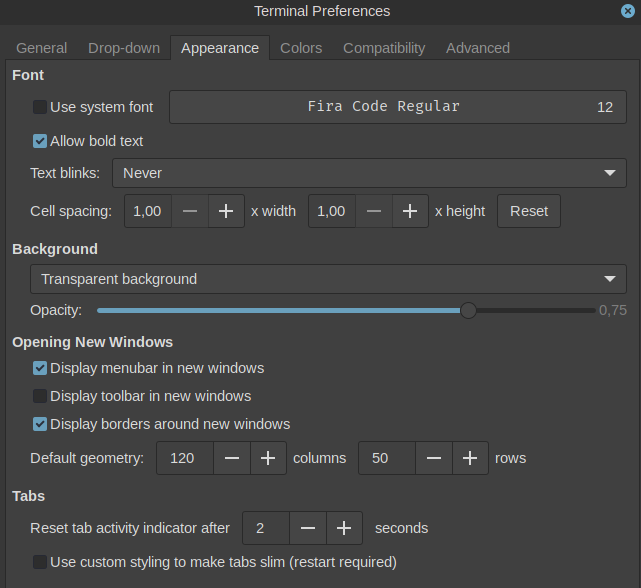 Terminal Preferences
General Drop-down Appearance Colors Compatibility Advanced
Font
Use system font Fira Code Regular 12
Allow bold text
Text blinks: Never
Cell spacing: 1,00 x width 1,00 x height Reset
Background
Transparent background
Opacity: 0,75
Opening New Windows
Display menubar in new windows
Display toolbar in new windows
Display borders around new windows
Default geometry: 120 columns 50 rows
Tabs
Reset tab activity indicator after 2 seconds
Use custom styling to make tabs slim (restart required)